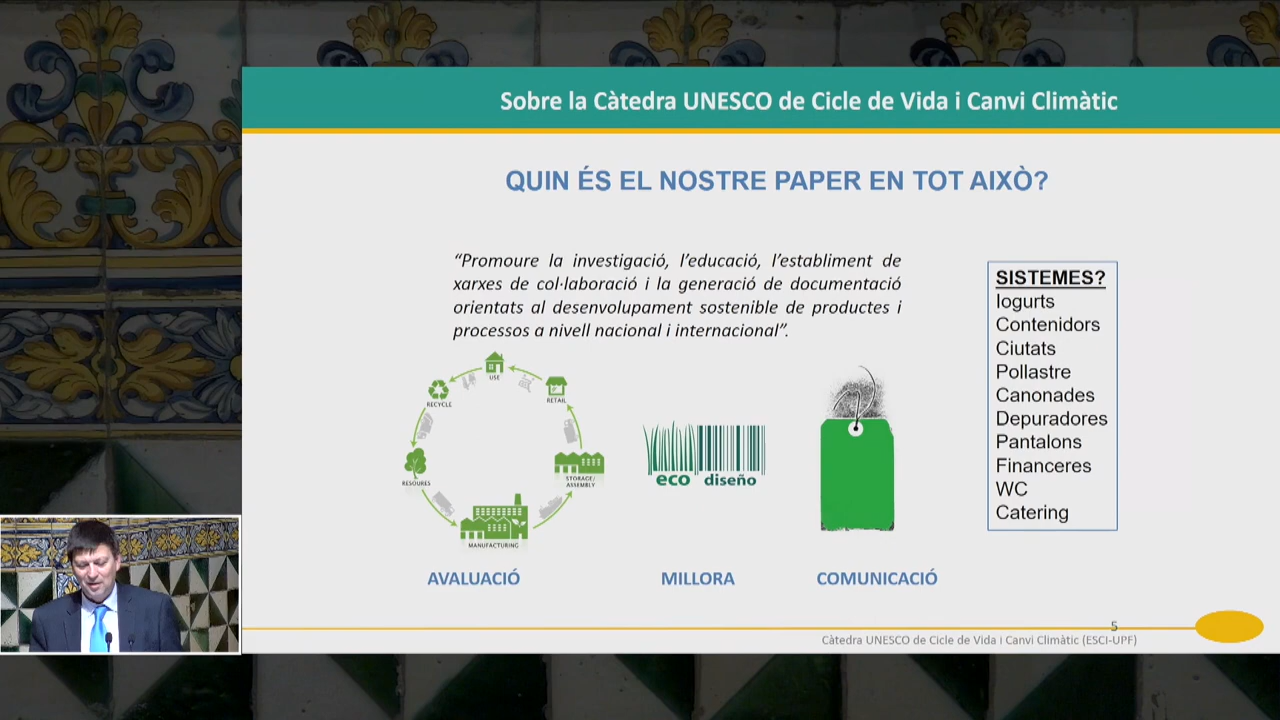 Sobre la Càtedra UNESCO de Cicle de Vida i Canvi Climàtic
QUIN ÉS EL NOSTRE PAPER EN TOT AIXÒ?
“Promoure la investigació, l’educació, l’establiment de
xarxes de col·laboració i la generació de documentació
orientats al desenvolupament sostenible de productes i
processos a nivell nacional i internacional”.
USE
RETAIL
STORAGE/
ASSEMBLY
MANUFACTURING
RESOURES
RECYCLE
eco diseño
AVALUACIÓ
MILLORA
COMUNICACIÓ
SISTEMES?
Iogurts
Contenidors
Ciutats
Pollastre
Canonades
Depuradores
Pantalons
Financeres
WC
Catering
5
Càtedra UNESCO de Cicle de Vida i Canvi Climàtic (ESCI-UPF)